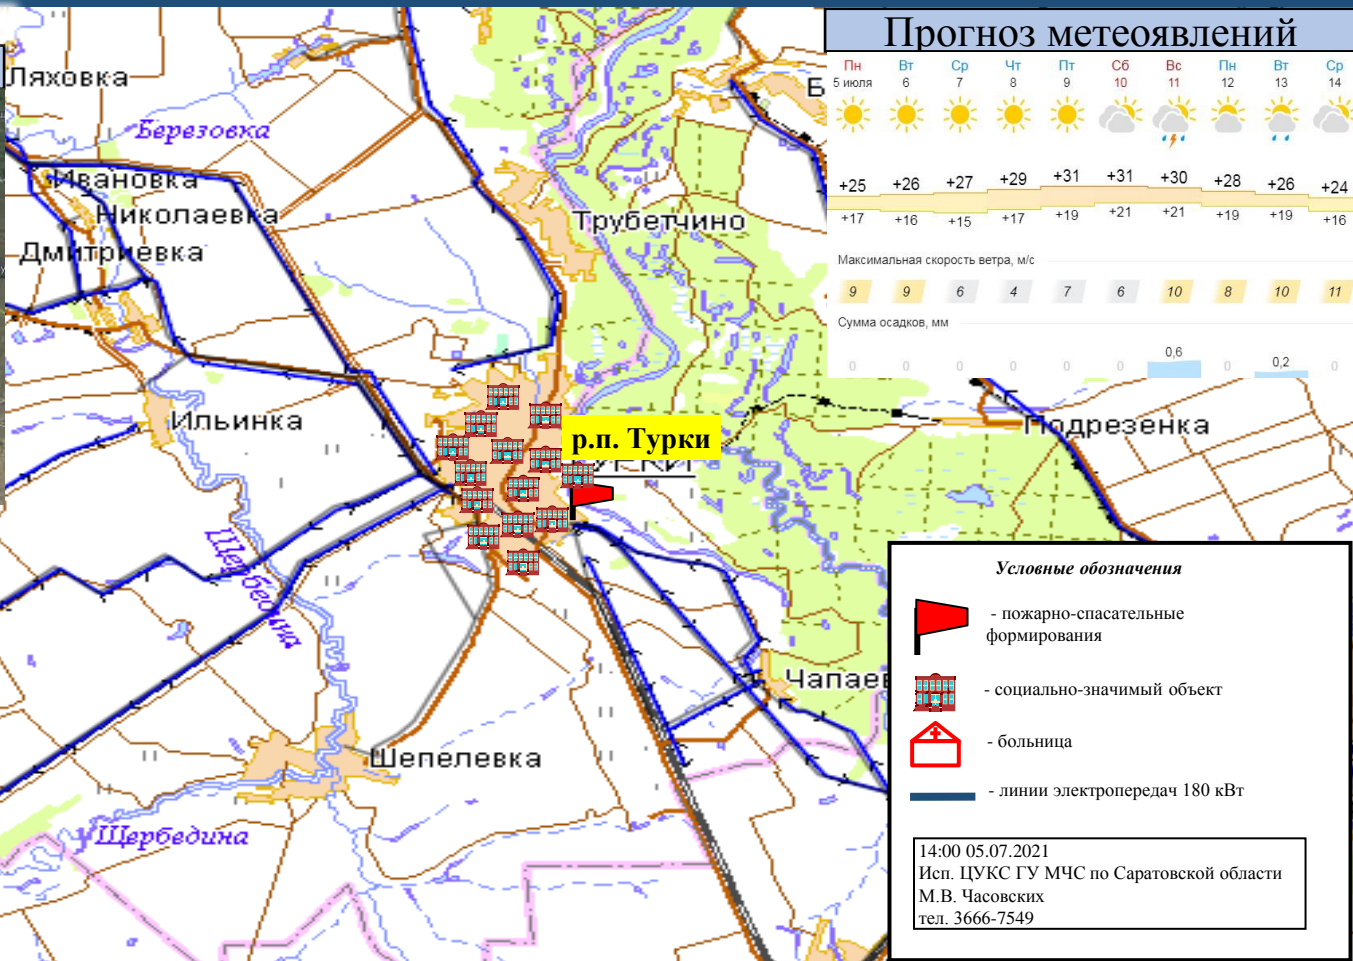 Прогноз метеоявлений
Пн Вт Ср Чт Пт Сб Вс Пн Вт Ср
5 июля 6 7 8 9 10 11 12 13 14
+25 +26 +27 +29 +31 +31 +30 +28 +26 +24
+17 +16 +15 +17 +19 +21 +21 +19 +19 +16
Максимальная скорость ветра, м/с
9 9 6 4 7 6 10 8 10 11
Сумма осадков, мм
0 0 0 0 0 0 0,6 0 0,2 0
Ляховка
Березовка
Ивановка
Николаевка
Дмитриевка
Трубетчино
Ильинка
р.п. Турки
Подрезенка
Щербедина
Чапаев
Шепелевка
Щербедина
Условные обозначения
- пожарно-спасательные
формирования
- социально-значимый объект
- больница
- линии электропередач 180 кВт
14:00 05.07.2021
Исп. ЦУКС ГУ МЧС по Саратовской области
М.В. Часовских
тел. 3666-7549